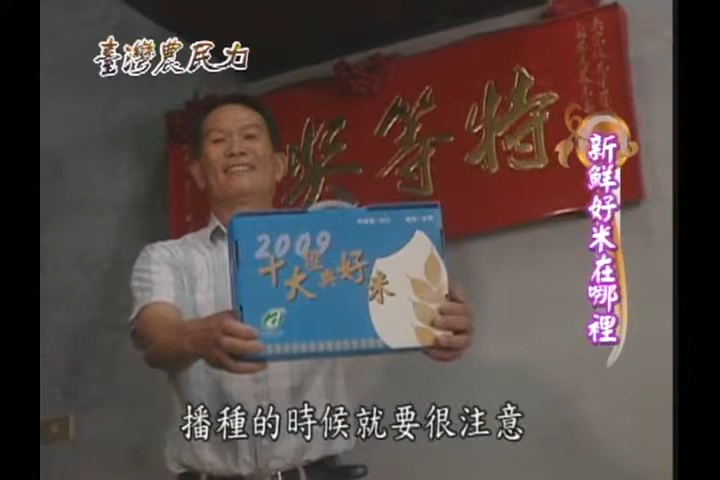 臺灣農民力
特等獎
新鮮好米在哪裡
2009
十大經典好米
播種的時候就要很注意